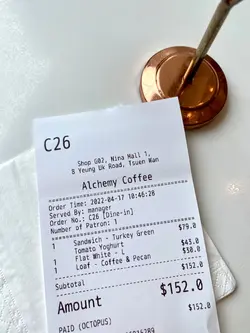 C26
Shop G02, Nina Mall 1,
8 Yeung Uk Road, Tsuen Wan
Alchemy Coffee
Order Time: 2022-04-17 10:46:28
Served By: manager
Order No.: C26 [Dine-in]
Number of Patron: 1
1 Sandwich - Turkey Green $79.0
Tomato Yoghurt
1 Flat White - L $43.0
1 Loaf - Coffee & Pecan $30.0
$152.0
Subtotal
Amount $152.0
PAID (OCTOPUS) $152.0